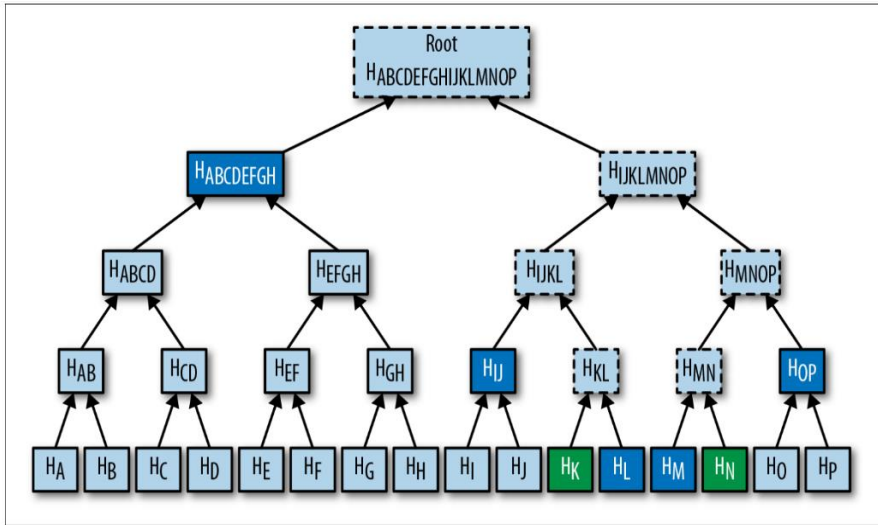 Root
HABCDEFGHIJKLMNOP
HABCDEFGH
HIJKLMNOP
HABCD
HEFGH
HIJKL
HMNOP
HAB
HCD
HEF
HGH
HIJ
HKL
HMN
HOP
HA
HB
HC
HD
HE
HF
HG
HH
HI
HJ
HK
HL
HM
HN
HO
HP